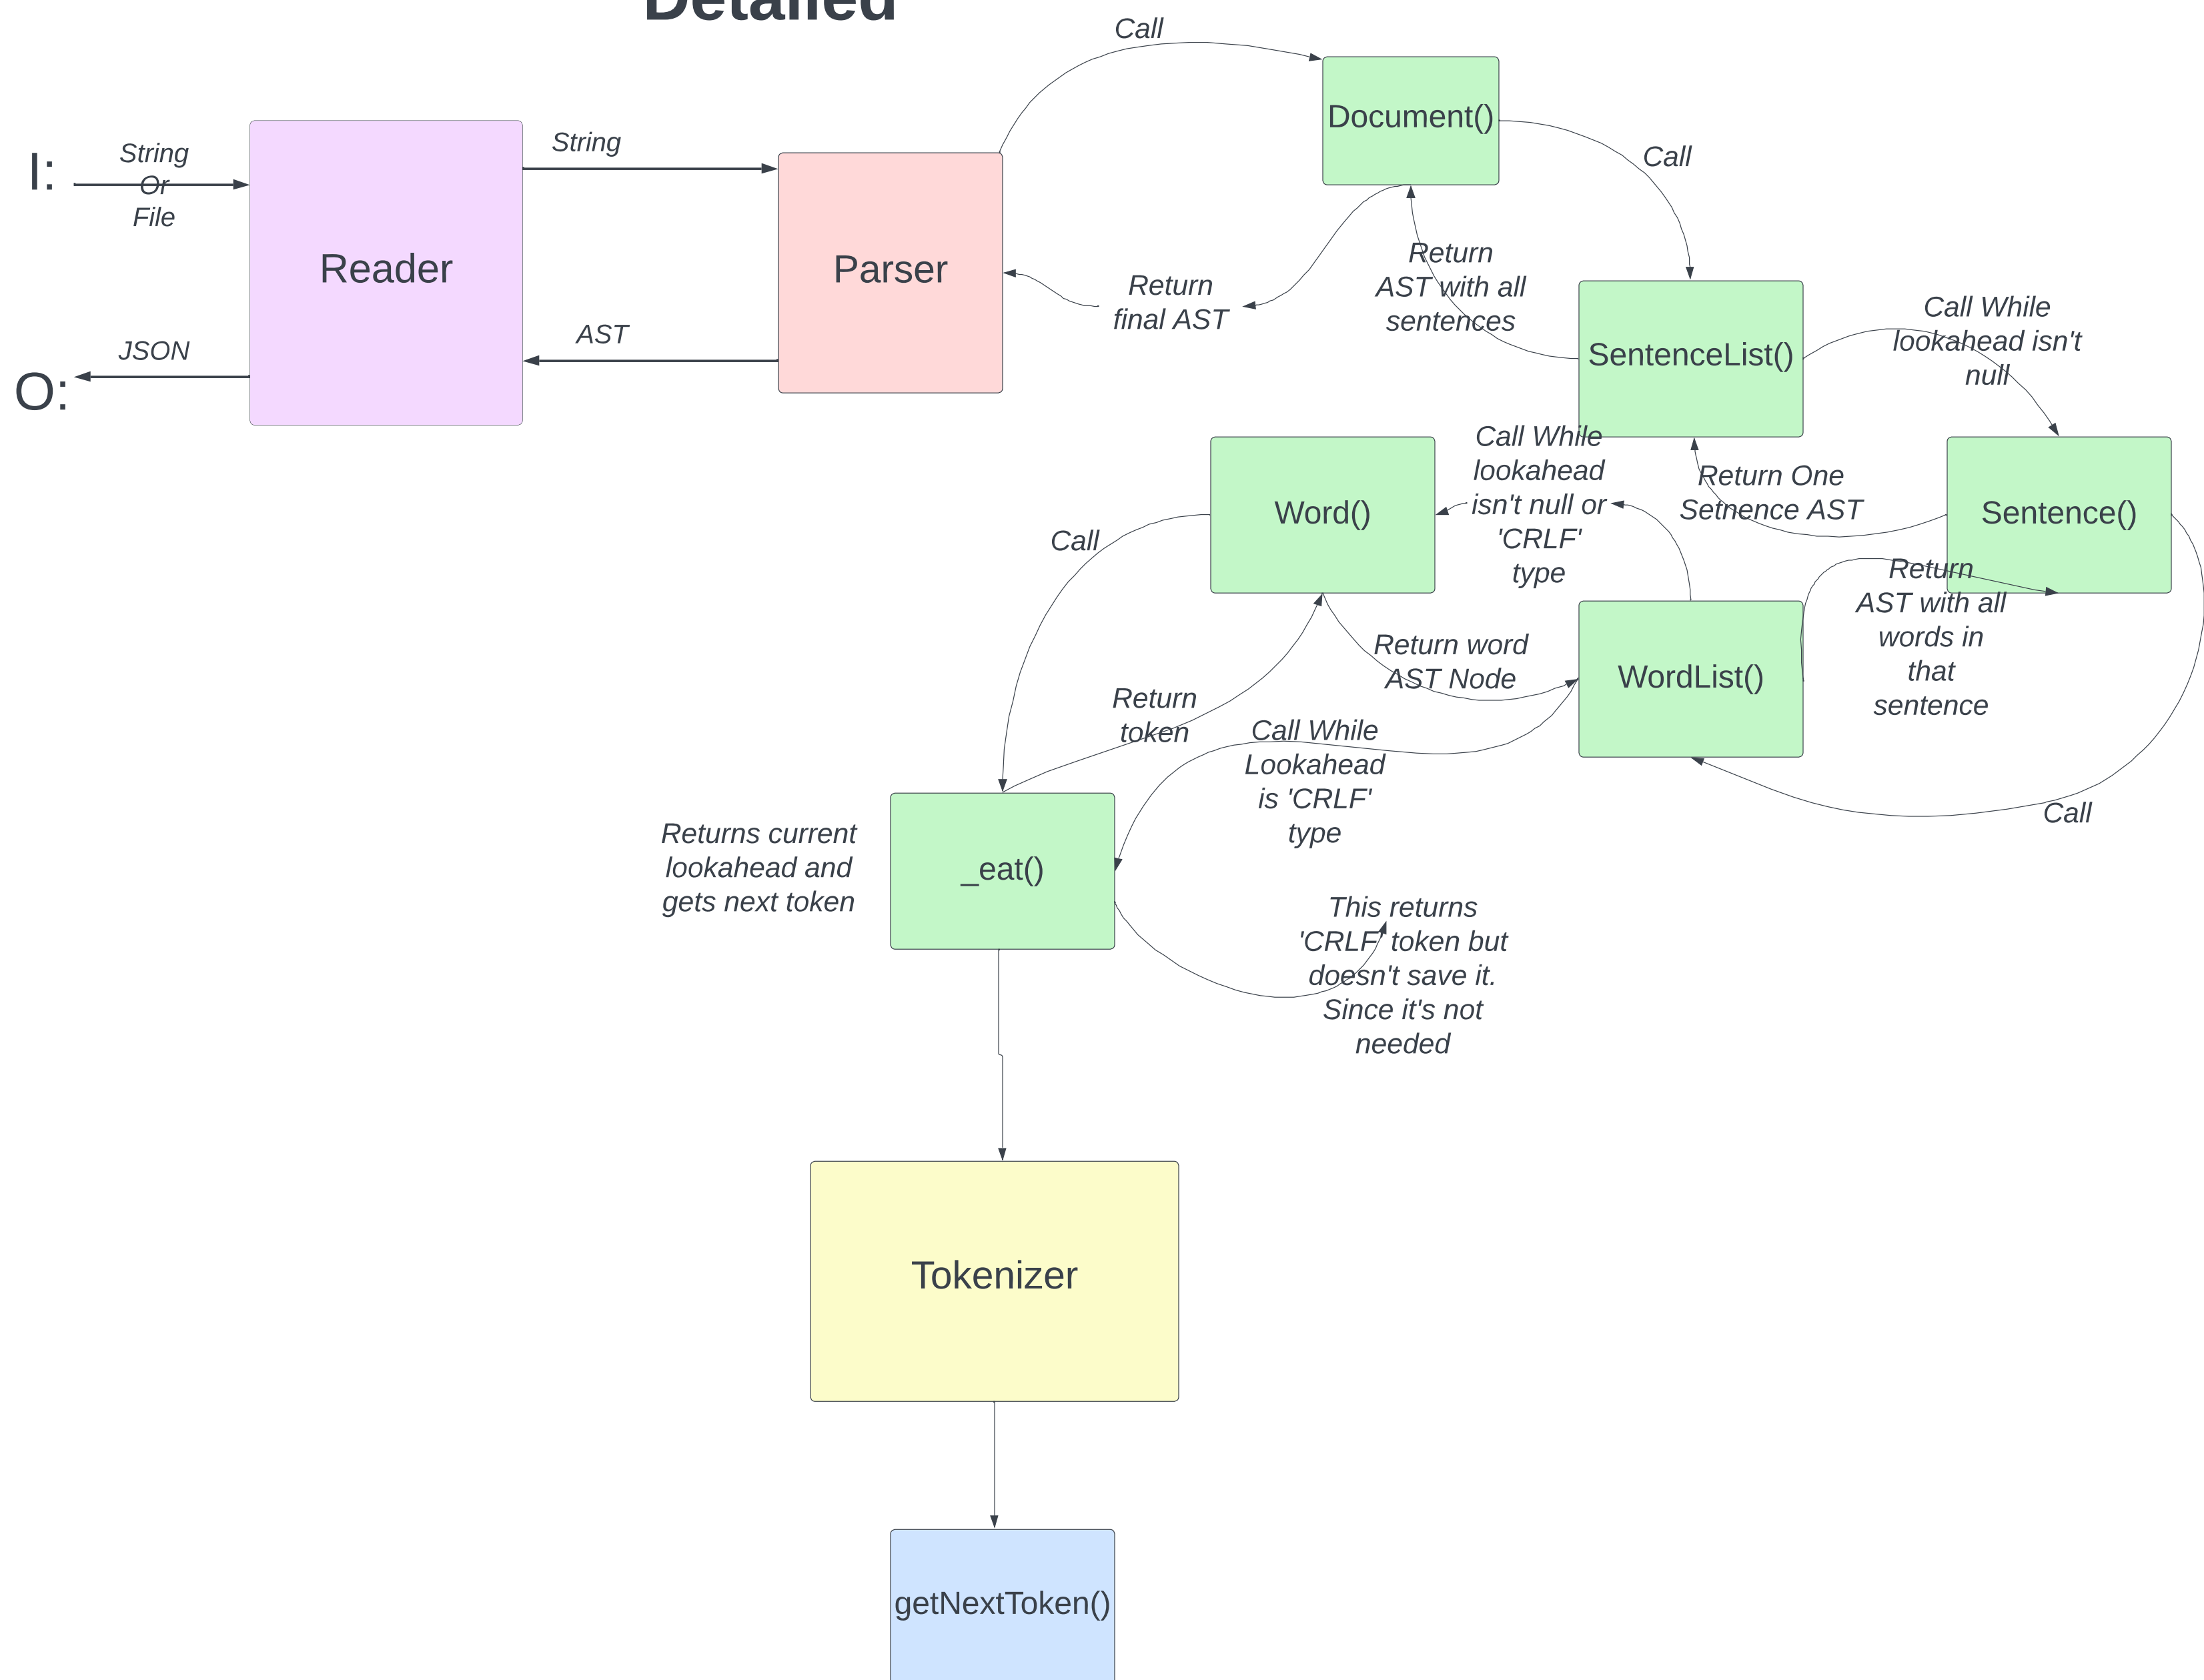 Detailed
Call
Document()
I:
String
Or
File
String
Call
Reader
Parser
Return
final AST
Return
AST with all
sentences
SentenceList()
Call While
lookahead isn't
null
AST
JSON
O:
Call While
lookahead
isn't null or
'CRLF'
type
Word()
Return One
Setnence AST
Sentence()
Call
Return
AST with all
words in
that
sentence
Return word
AST Node
WordList()
Return
token
Call While
Lookahead
is 'CRLF'
type
Call
Returns current
lookahead and
gets next token
_eat()
This returns
'CRLF' token but
doesn't save it.
Since it's not
needed
Tokenizer
getNextToken()